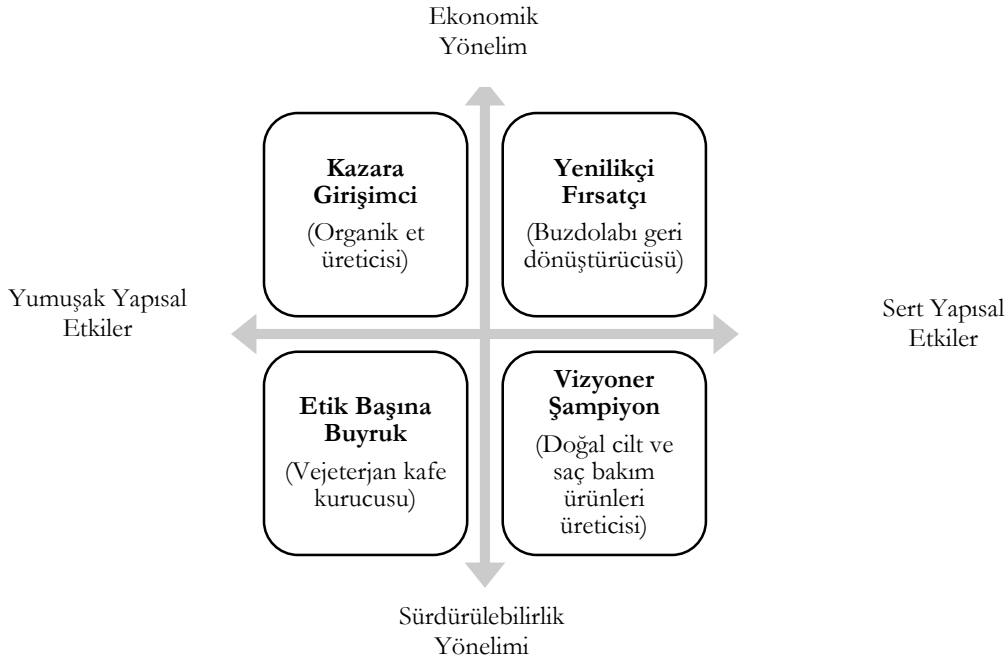 Ekonomik
Yönelim
Kazara
Girişimci
(Organik et
üreticisi)
Yenilikçi
Fırsatçı
(Buzdolabı geri
dönüştürücüsü)
Yumuşak Yapısal
Etkiler
Sert Yapısal
Etkiler
Etik Başına
Buyruk
(Vejeterjan kafe
kurucusu)
Vizyoner
Şampiyon
(Doğal cilt ve
saç bakım
ürünleri
üreticisi)
Sürdürülebilirlik
Yönelimi